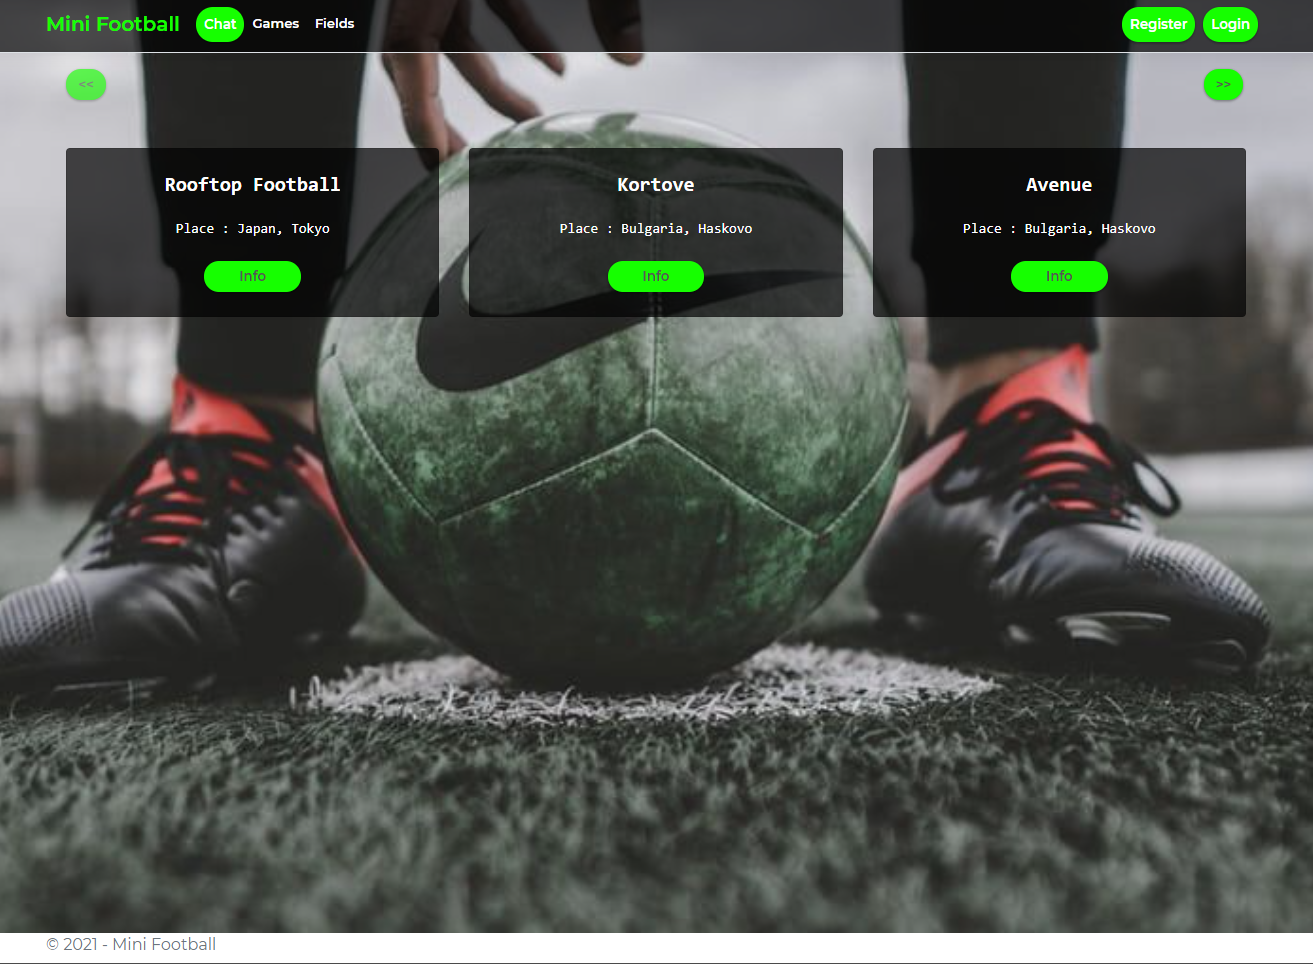 Mini Football Chat Games Fields Register Login
<< >>
Rooftop Football
Place : Japan, Tokyo
Info
Kortove
Place : Bulgaria, Haskovo
Info
Avenue
Place : Bulgaria, Haskovo
Info
© 2021 - Mini Football